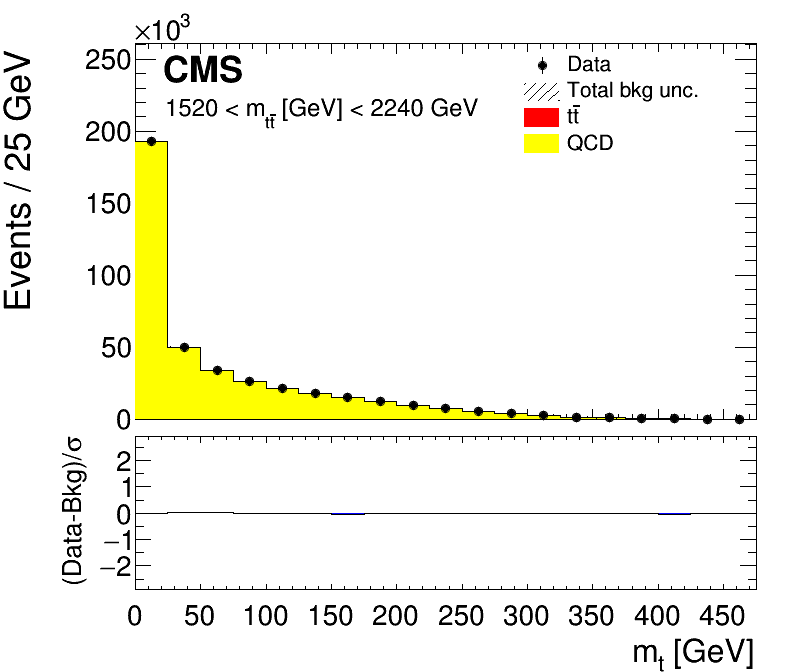 ×10³
Events / 25 GeV
250
200
150
100
50
0
CMS
1520 < m_tt̄ [GeV] < 2240 GeV
Data
Total bkg unc.
tt̄
QCD
(Data-Bkg)/σ
2
1
0
−1
−2
0 50 100 150 200 250 300 350 400 450
m_t [GeV]